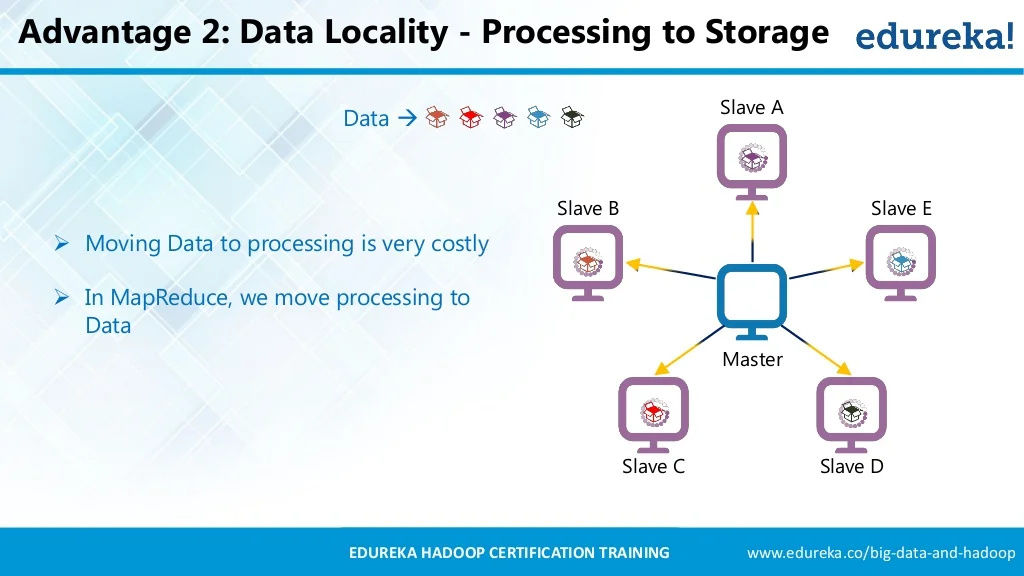 Advantage 2: Data Locality - Processing to Storage
edureka!
Data →
Slave A
Slave B
Slave E
➢ Moving Data to processing is very costly
➢ In MapReduce, we move processing to
Data
Master
Slave C
Slave D
EDUREKA HADOOP CERTIFICATION TRAINING
www.edureka.co/big-data-and-hadoop